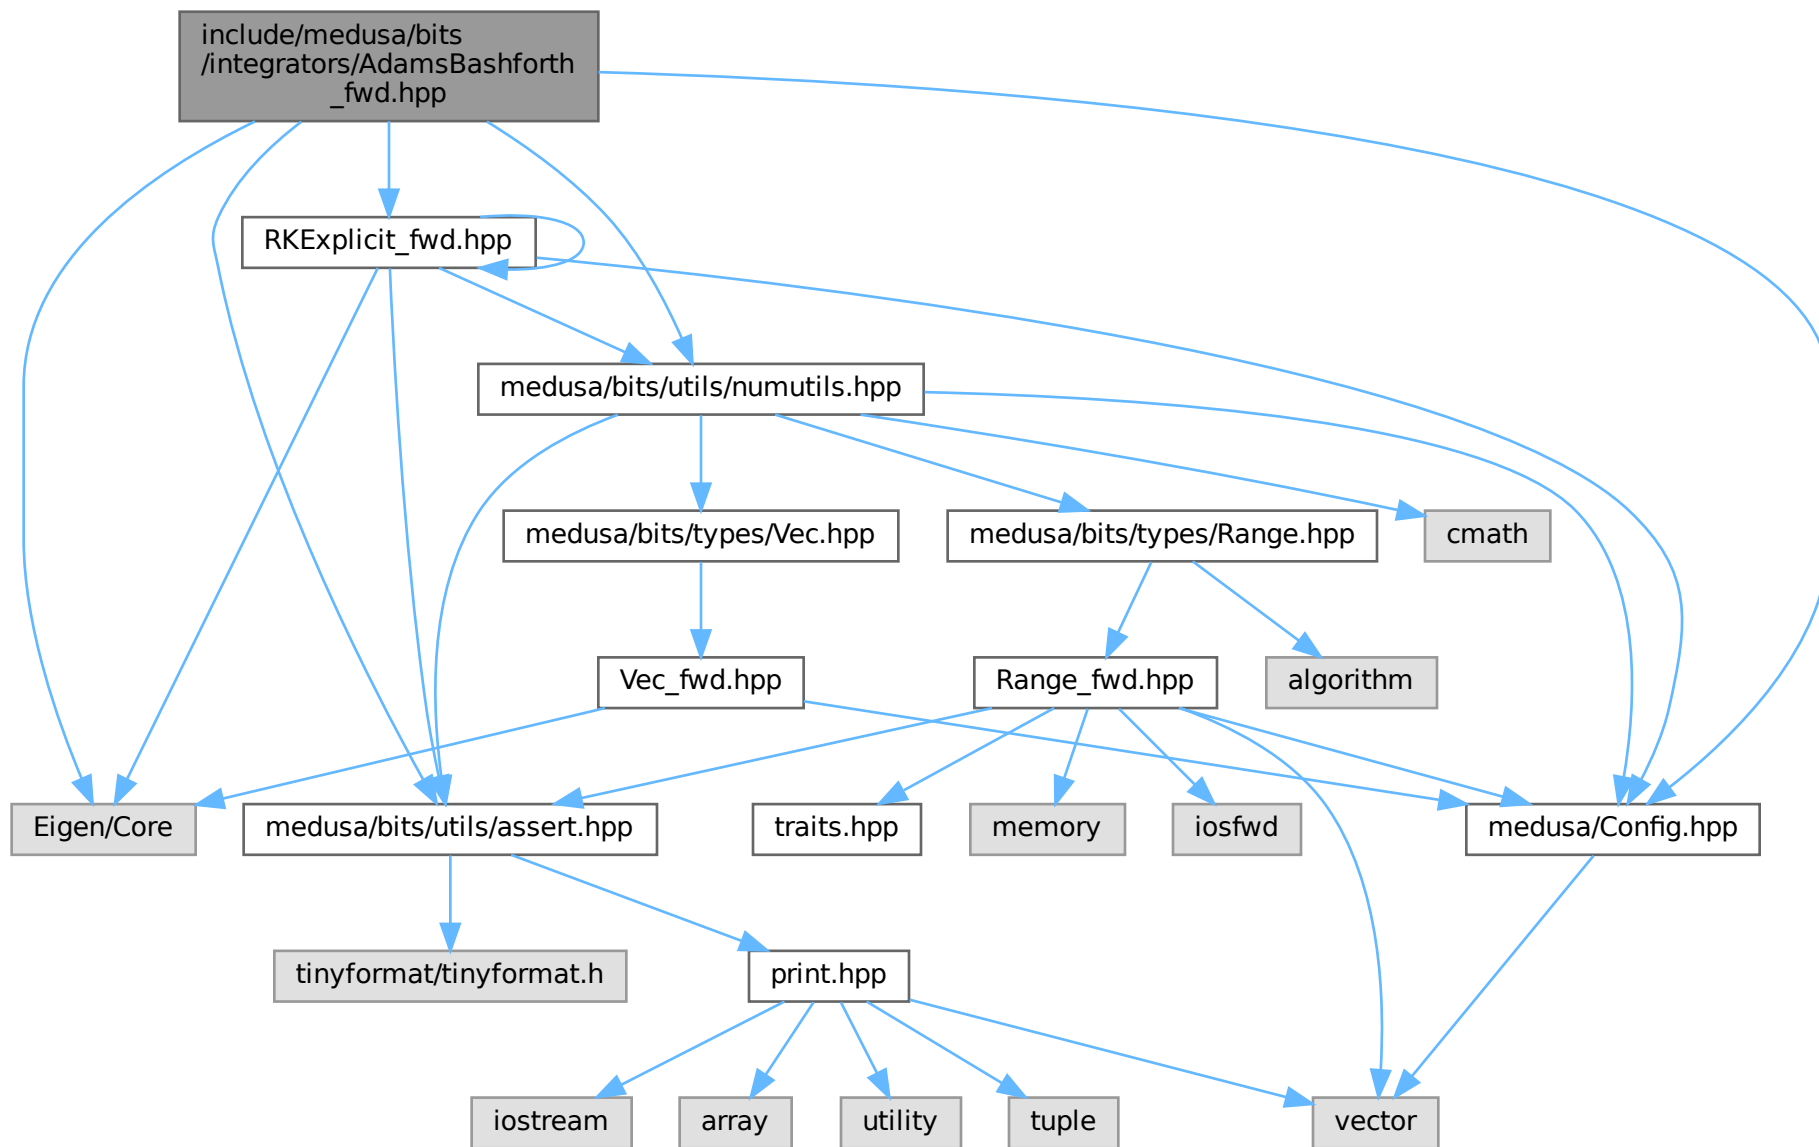 include/medusa/bits
/integrators/AdamsBashforth
_fwd.hpp
RKExplicit_fwd.hpp
medusa/bits/utils/numutils.hpp
medusa/bits/types/Vec.hpp
medusa/bits/types/Range.hpp
cmath
Vec_fwd.hpp
Range_fwd.hpp
algorithm
Eigen/Core
medusa/bits/utils/assert.hpp
traits.hpp
memory
iosfwd
medusa/Config.hpp
tinyformat/tinyformat.h
print.hpp
iostream
array
utility
tuple
vector